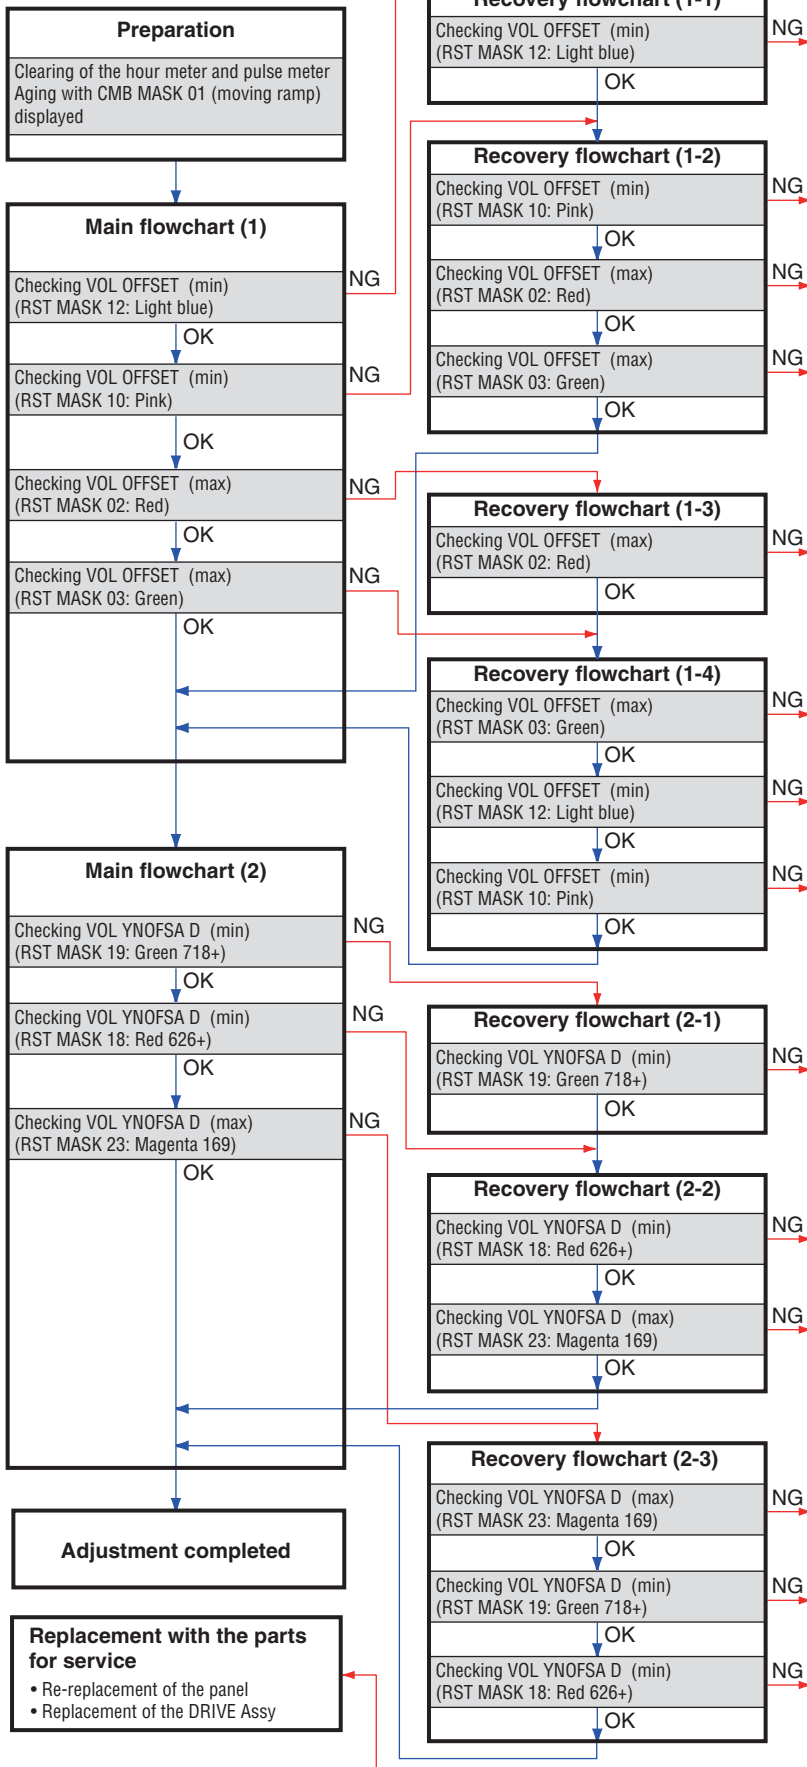 Preparation
Clearing of the hour meter and pulse meter
Aging with CMB MASK 01 (moving ramp)
displayed
Main flowchart (1)
Checking VOL OFFSET (min)
(RST MASK 12: Light blue)
NG
OK
Checking VOL OFFSET (min)
(RST MASK 10: Pink)
NG
OK
Checking VOL OFFSET (max)
(RST MASK 02: Red)
NG
OK
Checking VOL OFFSET (max)
(RST MASK 03: Green)
NG
OK
Main flowchart (2)
Checking VOL YNOFSA D (min)
(RST MASK 19: Green 718+)
NG
OK
Checking VOL YNOFSA D (min)
(RST MASK 18: Red 626+)
NG
OK
Checking VOL YNOFSA D (max)
(RST MASK 23: Magenta 169)
NG
OK
Adjustment completed
Replacement with the parts
for service
• Re-replacement of the panel
• Replacement of the DRIVE Assy
Recovery flowchart (1-1)
Checking VOL OFFSET (min)
(RST MASK 12: Light blue)
NG
OK
Recovery flowchart (1-2)
Checking VOL OFFSET (min)
(RST MASK 10: Pink)
NG
OK
Checking VOL OFFSET (max)
(RST MASK 02: Red)
NG
OK
Checking VOL OFFSET (max)
(RST MASK 03: Green)
NG
OK
Recovery flowchart (1-3)
Checking VOL OFFSET (max)
(RST MASK 02: Red)
NG
OK
Recovery flowchart (1-4)
Checking VOL OFFSET (max)
(RST MASK 03: Green)
NG
OK
Checking VOL OFFSET (min)
(RST MASK 12: Light blue)
NG
OK
Checking VOL OFFSET (min)
(RST MASK 10: Pink)
NG
OK
Recovery flowchart (2-1)
Checking VOL YNOFSA D (min)
(RST MASK 19: Green 718+)
NG
OK
Recovery flowchart (2-2)
Checking VOL YNOFSA D (min)
(RST MASK 18: Red 626+)
NG
OK
Checking VOL YNOFSA D (max)
(RST MASK 23: Magenta 169)
NG
OK
Recovery flowchart (2-3)
Checking VOL YNOFSA D (max)
(RST MASK 23: Magenta 169)
NG
OK
Checking VOL YNOFSA D (min)
(RST MASK 19: Green 718+)
NG
OK
Checking VOL YNOFSA D (min)
(RST MASK 18: Red 626+)
NG
OK